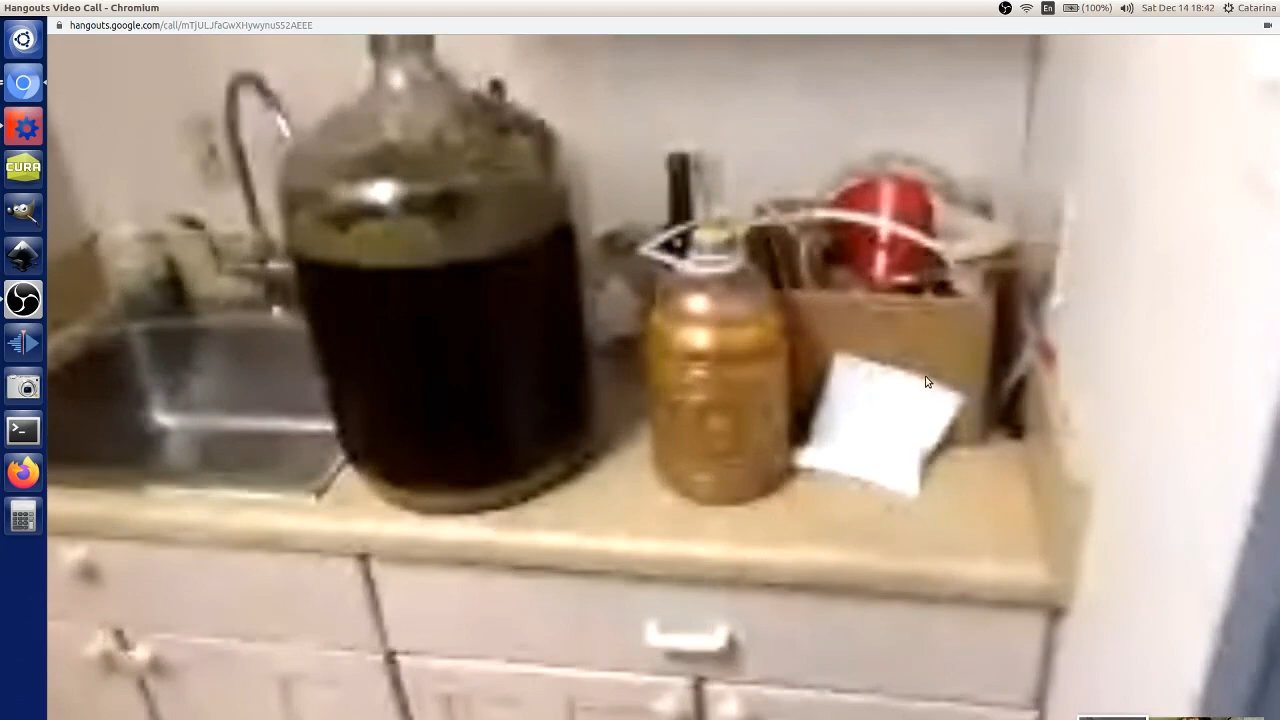 Hangouts Video Call - Chromium
En
(100%)
Sat Dec 14 18:42
Catarina
hangouts.google.com/call/mTjULJfaGwXHywynuS52AEEE
CURA